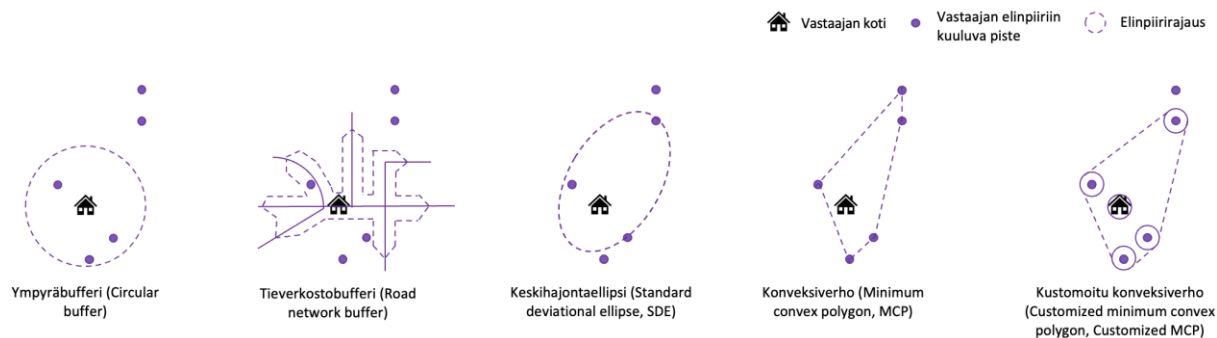 Vastaajan koti
Vastaajan elinpiiriin
kuuluva piste
Elinpiirirajaus
Ympyräbufferi (Circular
buffer)
Tieverkostobufferi (Road
network buffer)
Keskihajontaellipsi (Standard
deviational ellipse, SDE)
Konveksiverho (Minimum
convex polygon, MCP)
Kustomoitu konveksiverho
(Customized minimum convex
polygon, Customized MCP)